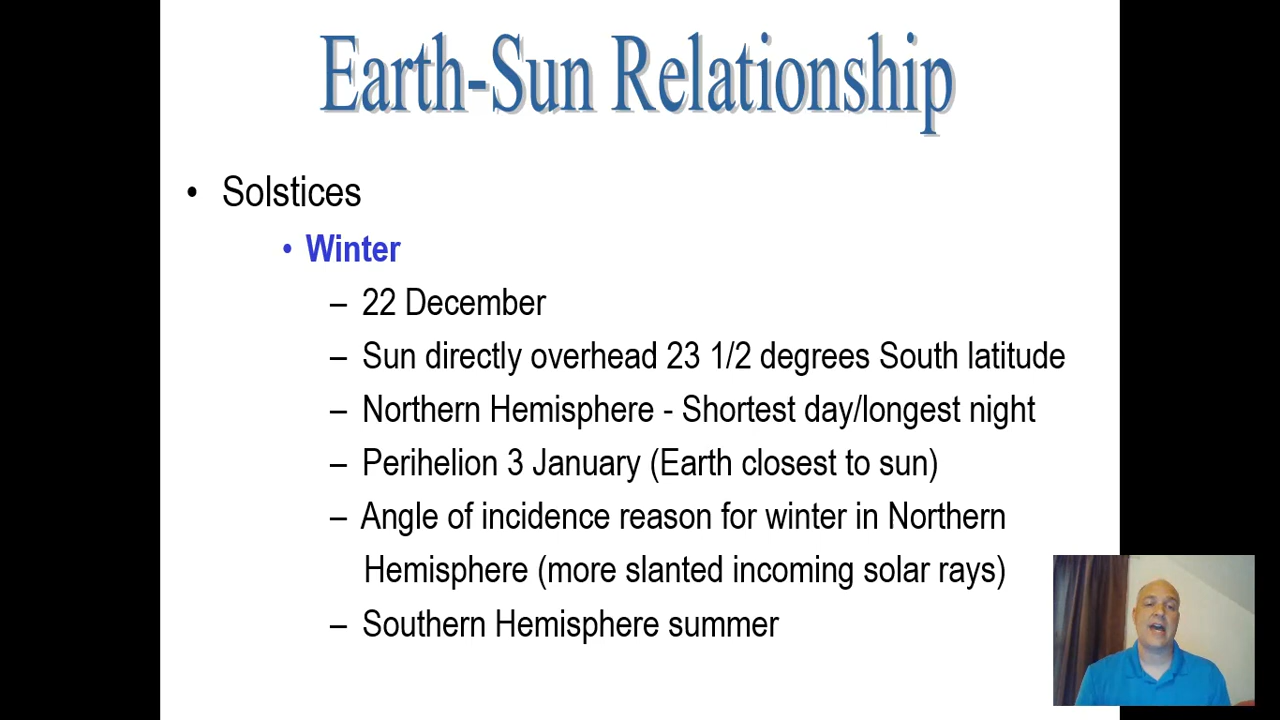 Earth-Sun Relationship
• Solstices
• Winter
– 22 December
– Sun directly overhead 23 1/2 degrees South latitude
– Northern Hemisphere - Shortest day/longest night
– Perihelion 3 January (Earth closest to sun)
– Angle of incidence reason for winter in Northern
Hemisphere (more slanted incoming solar rays)
– Southern Hemisphere summer